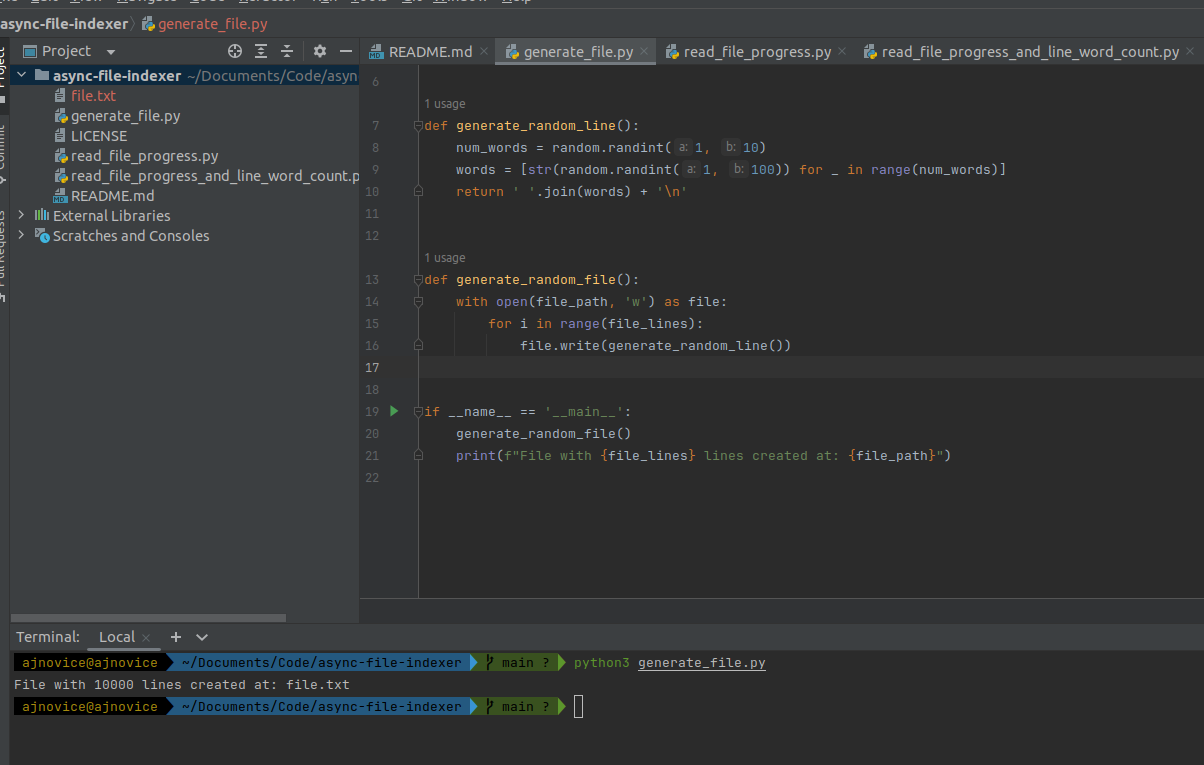 async-file-indexer generate_file.py
Project
README.md generate_file.py read_file_progress.py read_file_progress_and_line_word_count.py
async-file-indexer ~/Documents/Code/asyn
file.txt
generate_file.py
LICENSE
read_file_progress.py
read_file_progress_and_line_word_count.p
README.md
External Libraries
Scratches and Consoles
Pull Requests
6
1 usage
7 def generate_random_line():
8 num_words = random.randint( a: 1, b: 10)
9 words = [str(random.randint( a: 1, b: 100)) for _ in range(num_words)]
10 return ' '.join(words) + '\n'
11
12
1 usage
13 def generate_random_file():
14 with open(file_path, 'w') as file:
15 for i in range(file_lines):
16 file.write(generate_random_line())
17
18
19 if __name__ == '__main__':
20 generate_random_file()
21 print(f"File with {file_lines} lines created at: {file_path}")
22
Terminal: Local
ajnovice@ajnovice ~/Documents/Code/async-file-indexer main ? python3 generate_file.py
File with 10000 lines created at: file.txt
ajnovice@ajnovice ~/Documents/Code/async-file-indexer main ?